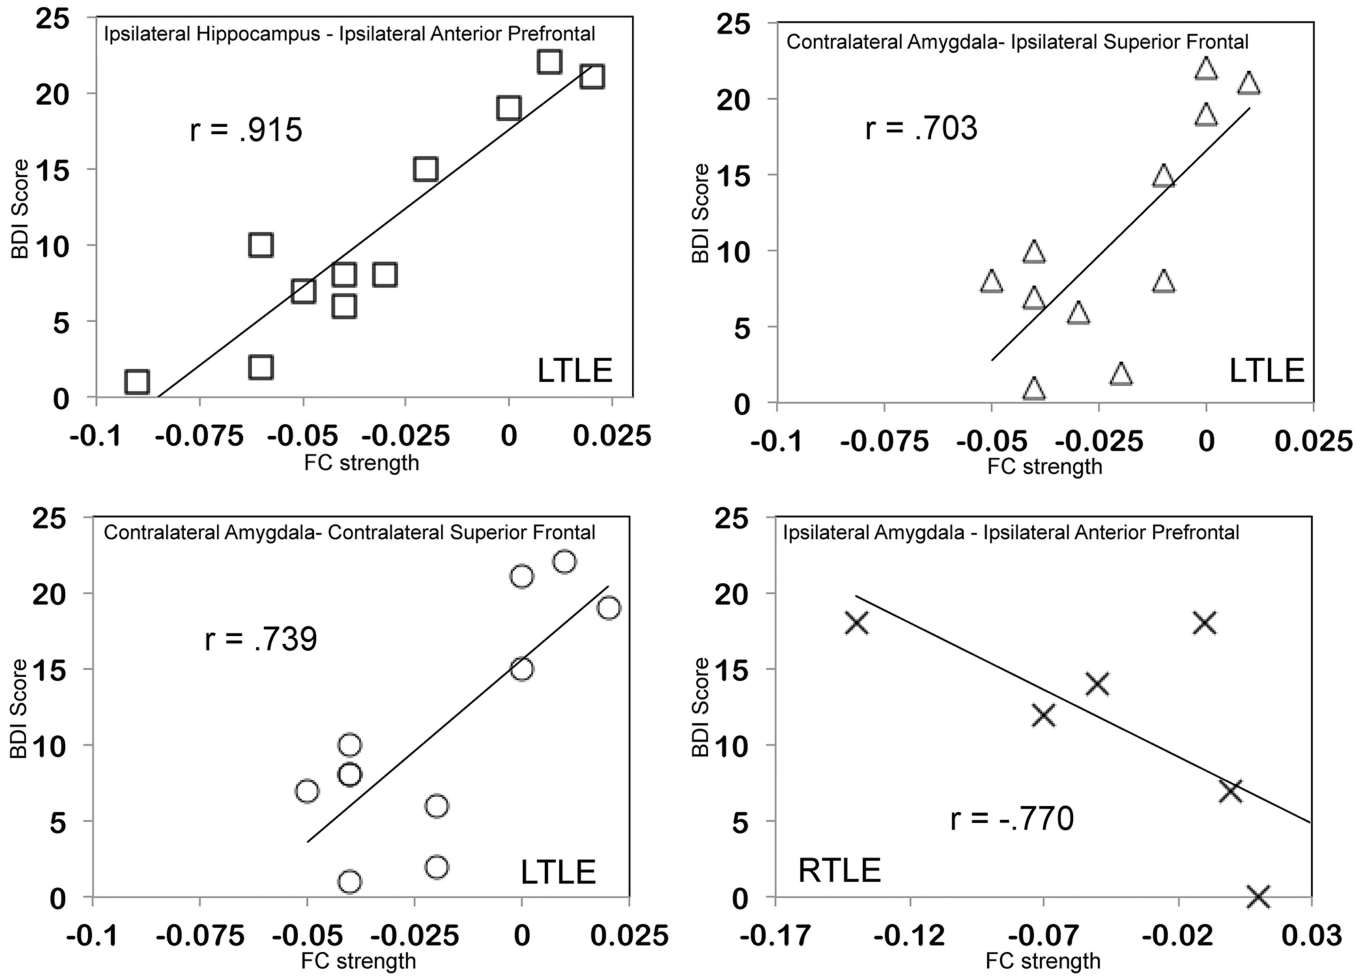 Ipsilateral Hippocampus - Ipsilateral Anterior Prefrontal
25
20
15
10
5
0
BDI Score
r = .915
LTLE
-0.1 -0.075 -0.05 -0.025 0 0.025
FC strength
Contralateral Amygdala- Ipsilateral Superior Frontal
25
20
15
10
5
0
BDI Score
r = .703
LTLE
-0.1 -0.075 -0.05 -0.025 0 0.025
FC strength
Contralateral Amygdala- Contralateral Superior Frontal
25
20
15
10
5
0
BDI Score
r = .739
LTLE
-0.1 -0.075 -0.05 -0.025 0 0.025
FC strength
Ipsilateral Amygdala - Ipsilateral Anterior Prefrontal
25
20
15
10
5
0
BDI Score
r = -.770
RTLE
-0.17 -0.12 -0.07 -0.02 0.03
FC strength